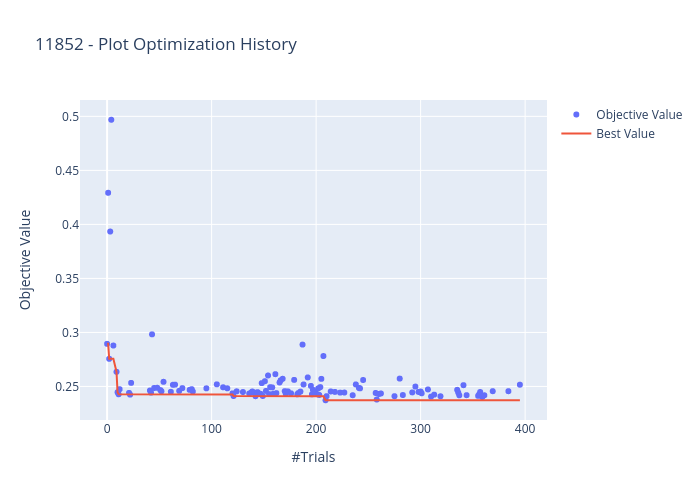 11852 - Plot Optimization History
Objective Value
Best Value
0.5
0.45
0.4
0.35
0.3
0.25
Objective Value
0
100
200
300
400
#Trials